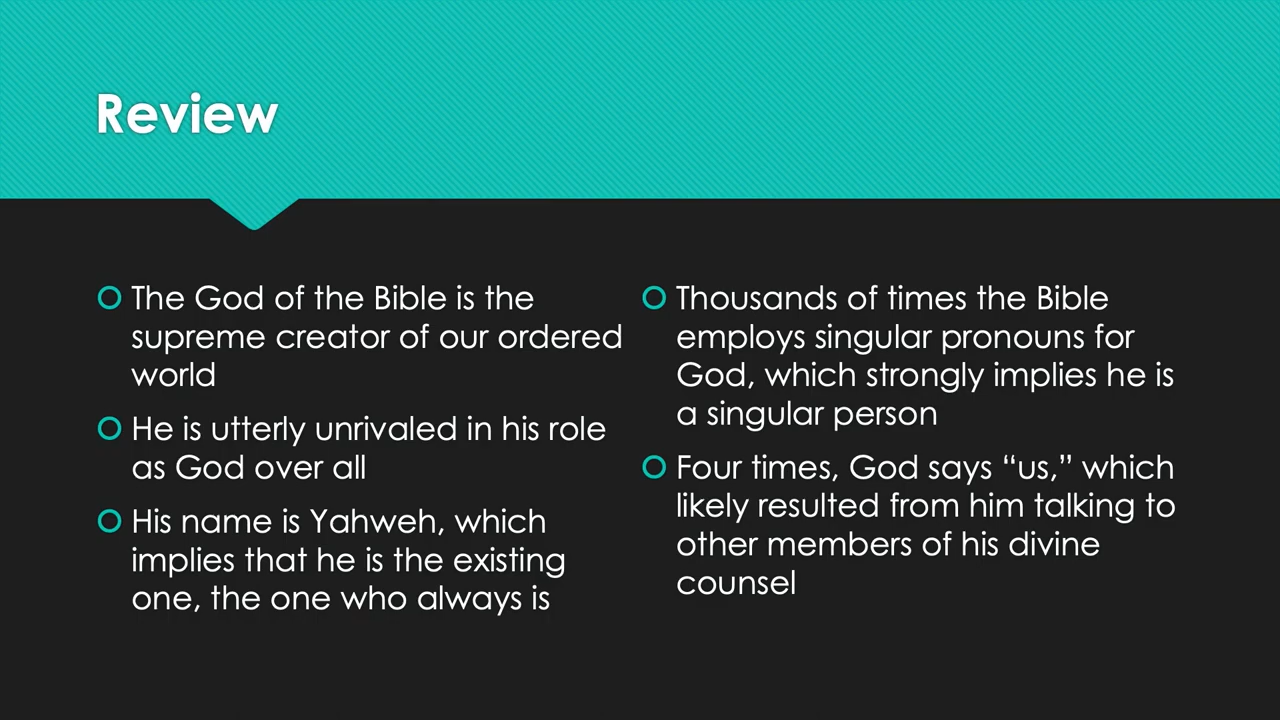 Review
The God of the Bible is the
supreme creator of our ordered
world
He is utterly unrivaled in his role
as God over all
His name is Yahweh, which
implies that he is the existing
one, the one who always is
Thousands of times the Bible
employs singular pronouns for
God, which strongly implies he is
a singular person
Four times, God says “us,” which
likely resulted from him talking to
other members of his divine
counsel